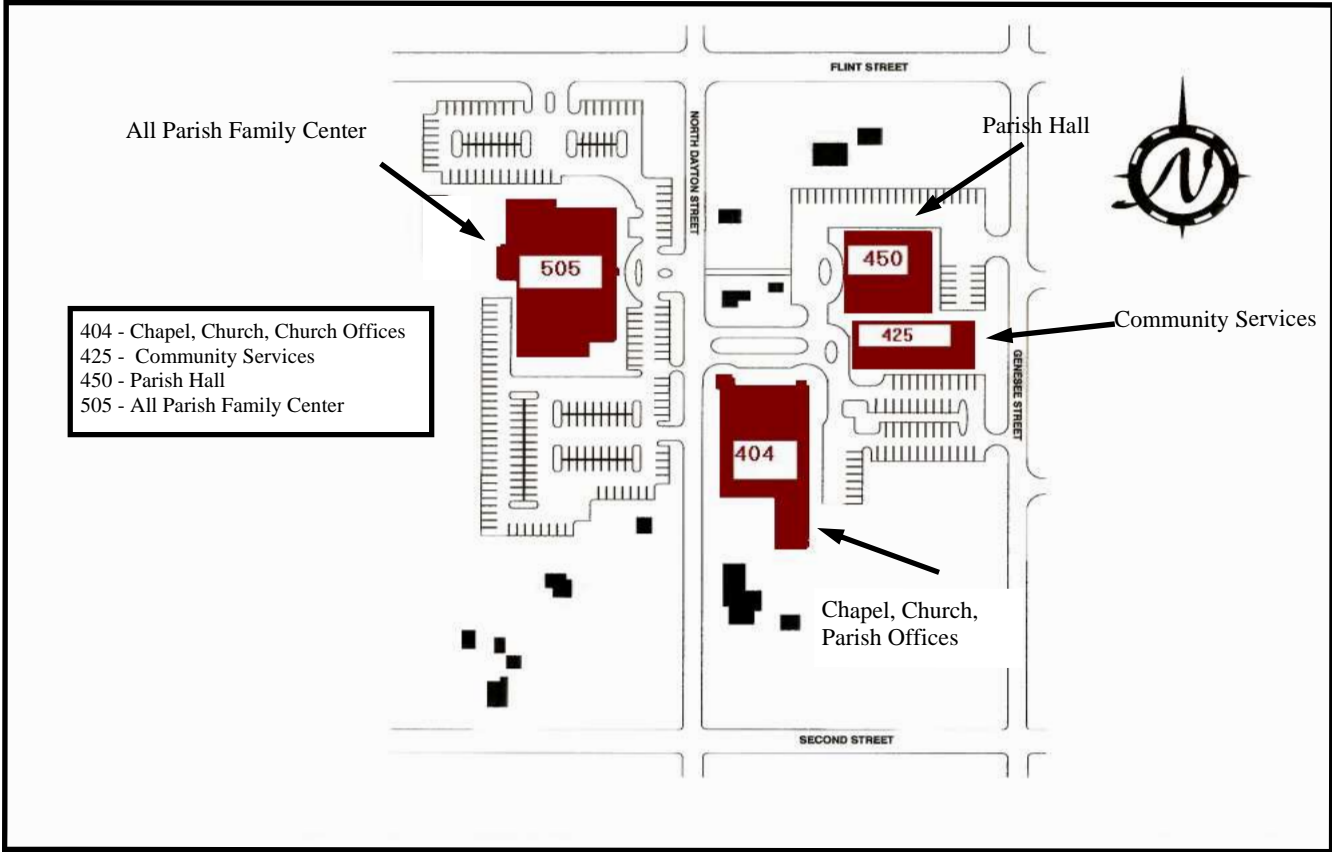 FLINT STREET
All Parish Family Center
Parish Hall
NORTH DAYTON STREET
N
505
450
425
Community Services
404 - Chapel, Church, Church Offices
425 - Community Services
450 - Parish Hall
505 - All Parish Family Center
GENESEE STREET
404
Chapel, Church,
Parish Offices
SECOND STREET